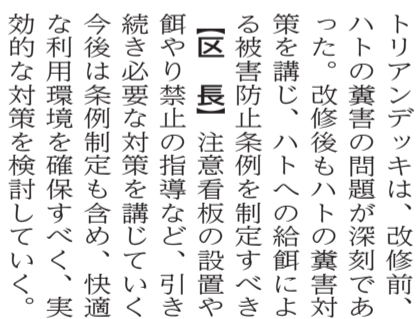 トリアンデッキは、改修前、
ハトの糞害の問題が深刻であ
った。改修後もハトの糞害対
策を講じ、ハトへの給餌によ
る被害防止条例を制定すべき
【区 長】 注意看板の設置や
餌やり禁止の指導など、引き
続き必要な対策を講じていく
今後は条例制定も含め、快適
な利用環境を確保すべく、実
効的な対策を検討していく。